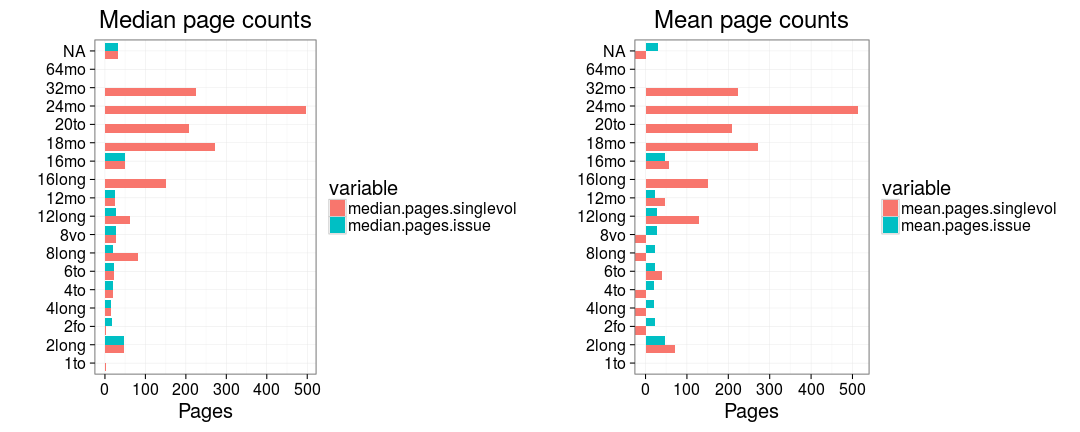 Median page counts
NA
64mo
32mo
24mo
20to
18mo
16mo
16long
12mo
12long
8vo
8long
6to
4to
4long
2fo
2long
1to
0 100 200 300 400 500
Pages
variable
median.pages.singlevol
median.pages.issue
Mean page counts
NA
64mo
32mo
24mo
20to
18mo
16mo
16long
12mo
12long
8vo
8long
6to
4to
4long
2fo
2long
1to
0 100 200 300 400 500
Pages
variable
mean.pages.singlevol
mean.pages.issue